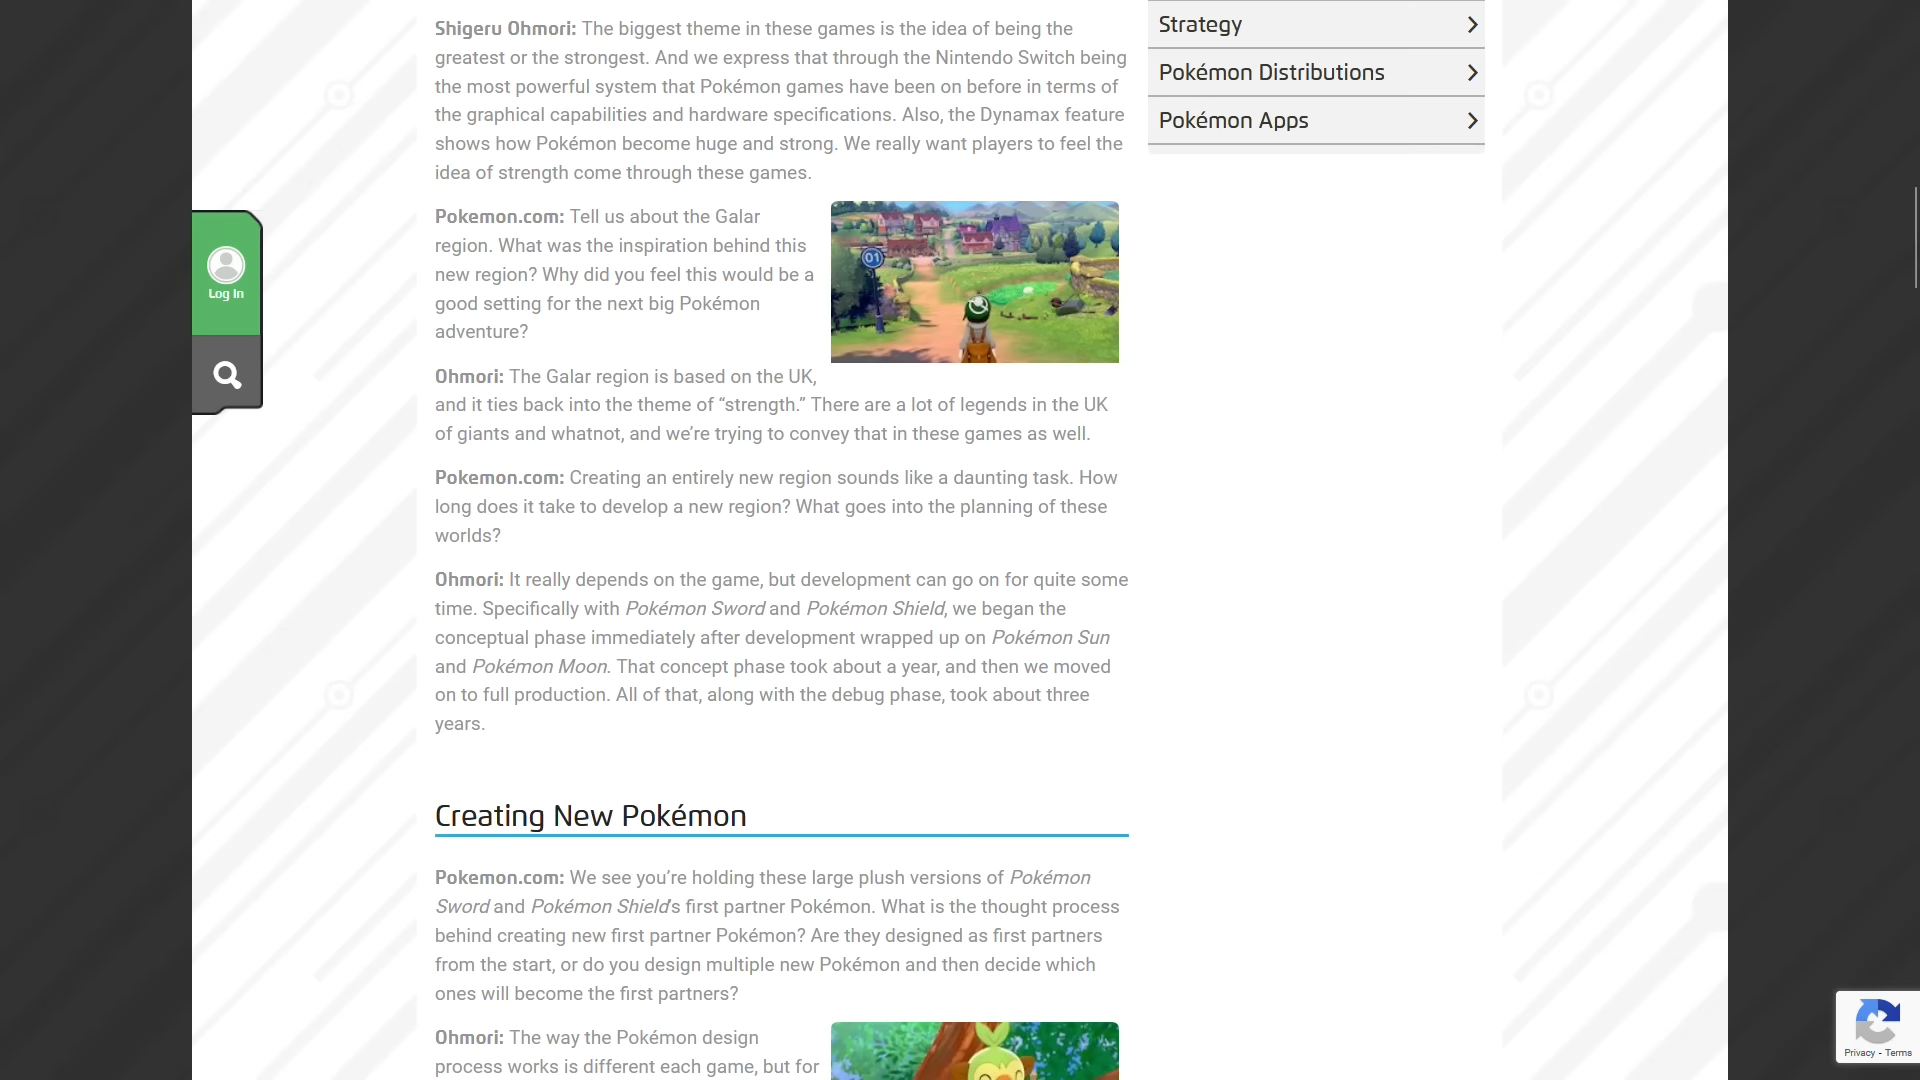 Shigeru Ohmori: The biggest theme in these games is the idea of being the
greatest or the strongest. And we express that through the Nintendo Switch being
the most powerful system that Pokémon games have been on before in terms of
the graphical capabilities and hardware specifications. Also, the Dynamax feature
shows how Pokémon become huge and strong. We really want players to feel the
idea of strength come through these games.
Pokemon.com: Tell us about the Galar
region. What was the inspiration behind this
new region? Why did you feel this would be a
good setting for the next big Pokémon
adventure?
01
Ohmori: The Galar region is based on the UK,
and it ties back into the theme of “strength.” There are a lot of legends in the UK
of giants and whatnot, and we’re trying to convey that in these games as well.
Pokemon.com: Creating an entirely new region sounds like a daunting task. How
long does it take to develop a new region? What goes into the planning of these
worlds?
Ohmori: It really depends on the game, but development can go on for quite some
time. Specifically with Pokémon Sword and Pokémon Shield, we began the
conceptual phase immediately after development wrapped up on Pokémon Sun
and Pokémon Moon. That concept phase took about a year, and then we moved
on to full production. All of that, along with the debug phase, took about three
years.
Creating New Pokémon
Pokemon.com: We see you’re holding these large plush versions of Pokémon
Sword and Pokémon Shield’s first partner Pokémon. What is the thought process
behind creating new first partner Pokémon? Are they designed as first partners
from the start, or do you design multiple new Pokémon and then decide which
ones will become the first partners?
Ohmori: The way the Pokémon design
process works is different each game, but for
Strategy
Pokémon Distributions
Pokémon Apps
Log In
Privacy - Terms